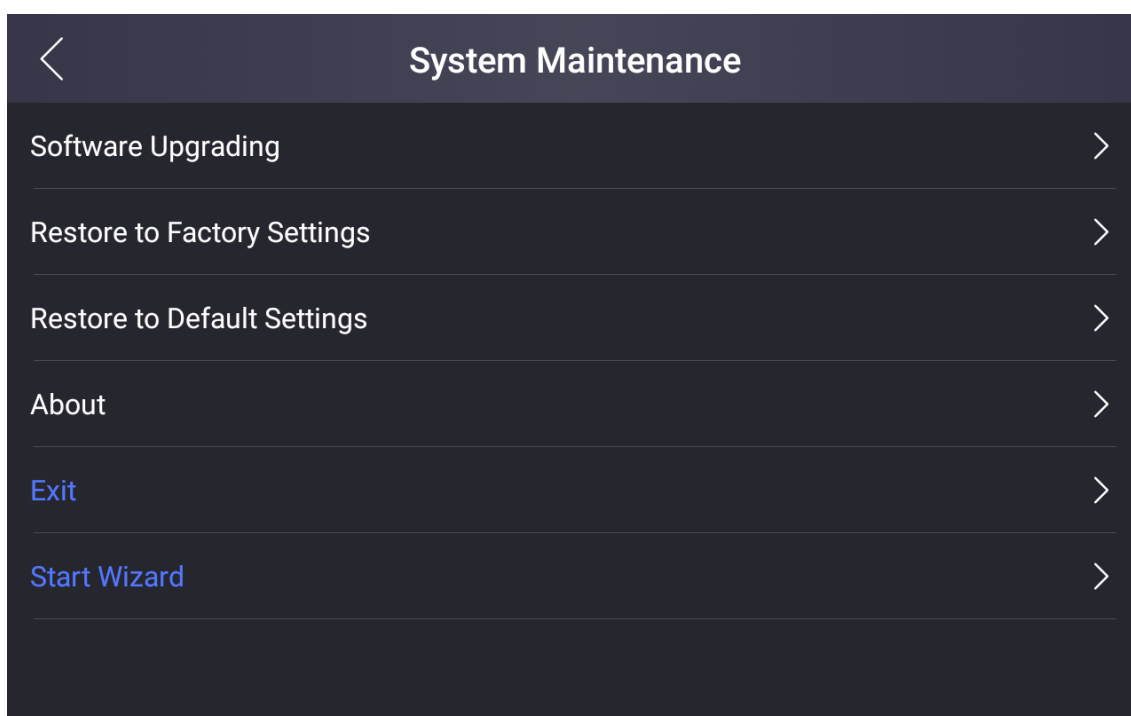 System Maintenance
Software Upgrading
Restore to Factory Settings
Restore to Default Settings
About
Exit
Start Wizard